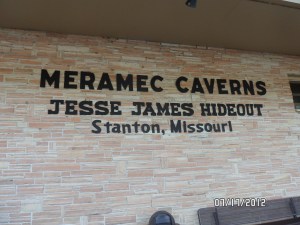 MERAMEC CAVERNS
JESSE JAMES HIDEOUT
Stanton, Missouri
07/17/2012